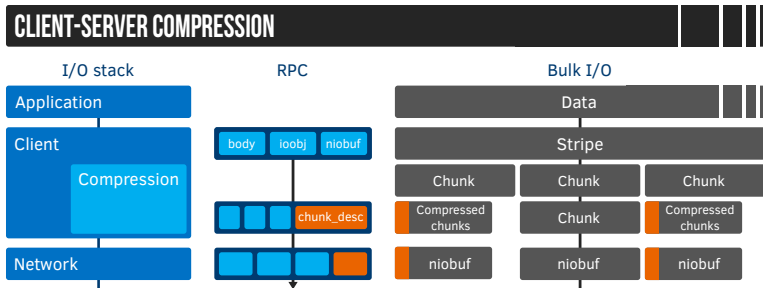 CLIENT-SERVER COMPRESSION
I/O stack RPC Bulk I/O
Application Data
Client body ioobj niobuf Stripe
Compression Chunk Chunk Chunk
chunk_desc Compressed chunks Chunk Compressed chunks
Network niobuf niobuf niobuf